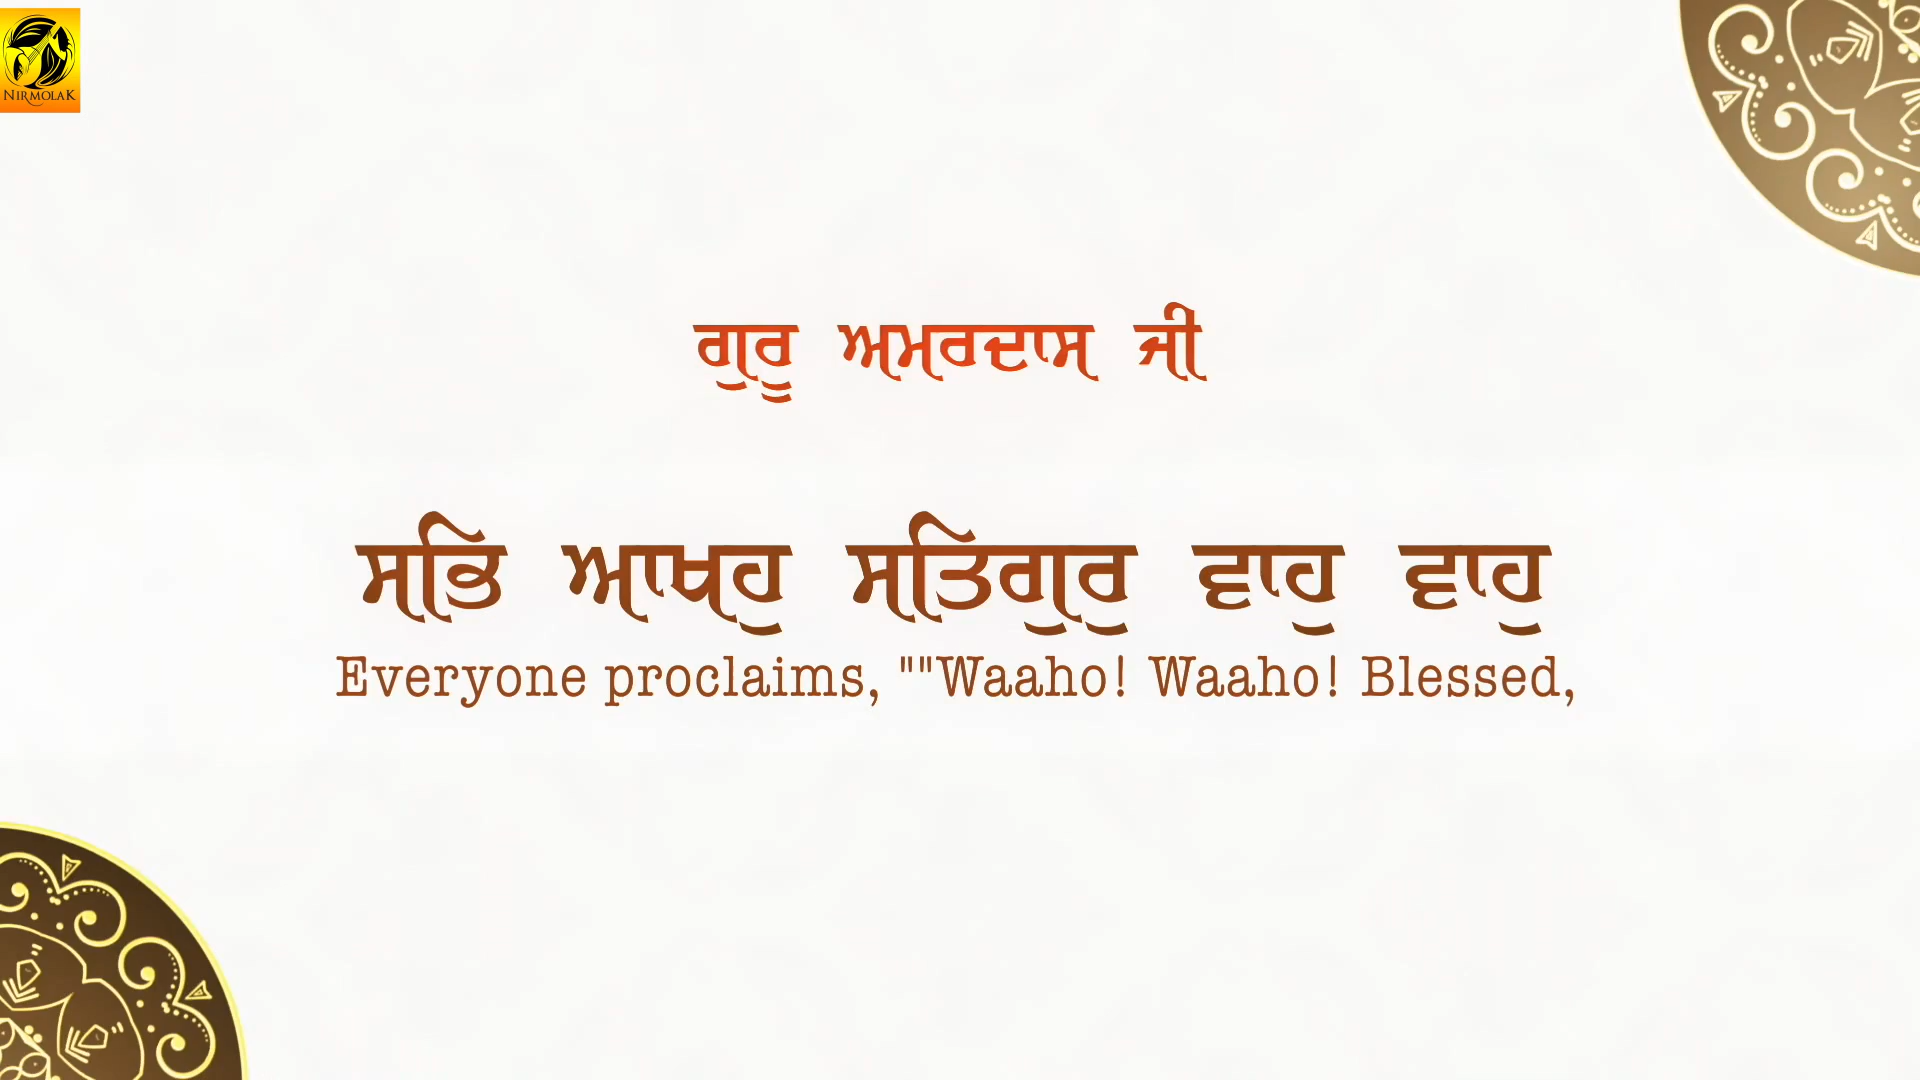 NIRMOLAK
ਗੁਰੂ ਅਮਰਦਾਸ ਜੀ
ਸਭਿ ਆਖਹੁ ਸਤਿਗੁਰੁ ਵਾਹੁ ਵਾਹੁ
Everyone proclaims, ""Waaho! Waaho! Blessed,